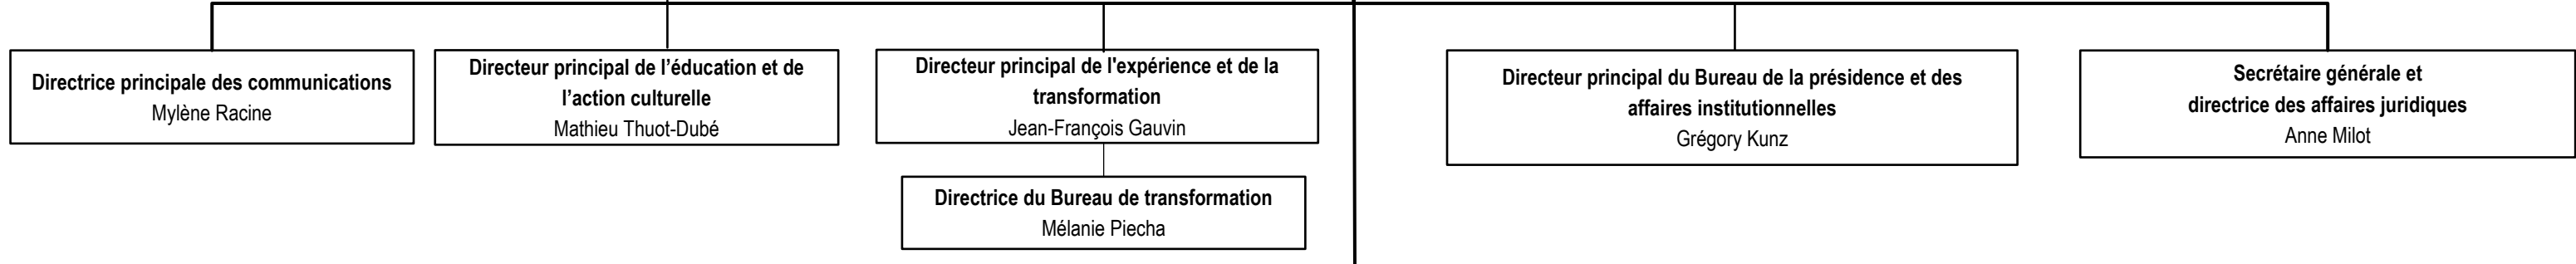 Directrice principale des communications
Mylène Racine
Directeur principal de l’éducation et de
l’action culturelle
Mathieu Thuot-Dubé
Directeur principal de l'expérience et de la
transformation
Jean-François Gauvin
Directrice du Bureau de transformation
Mélanie Piecha
Directeur principal du Bureau de la présidence et des
affaires institutionnelles
Grégory Kunz
Secrétaire générale et
directrice des affaires juridiques
Anne Milot